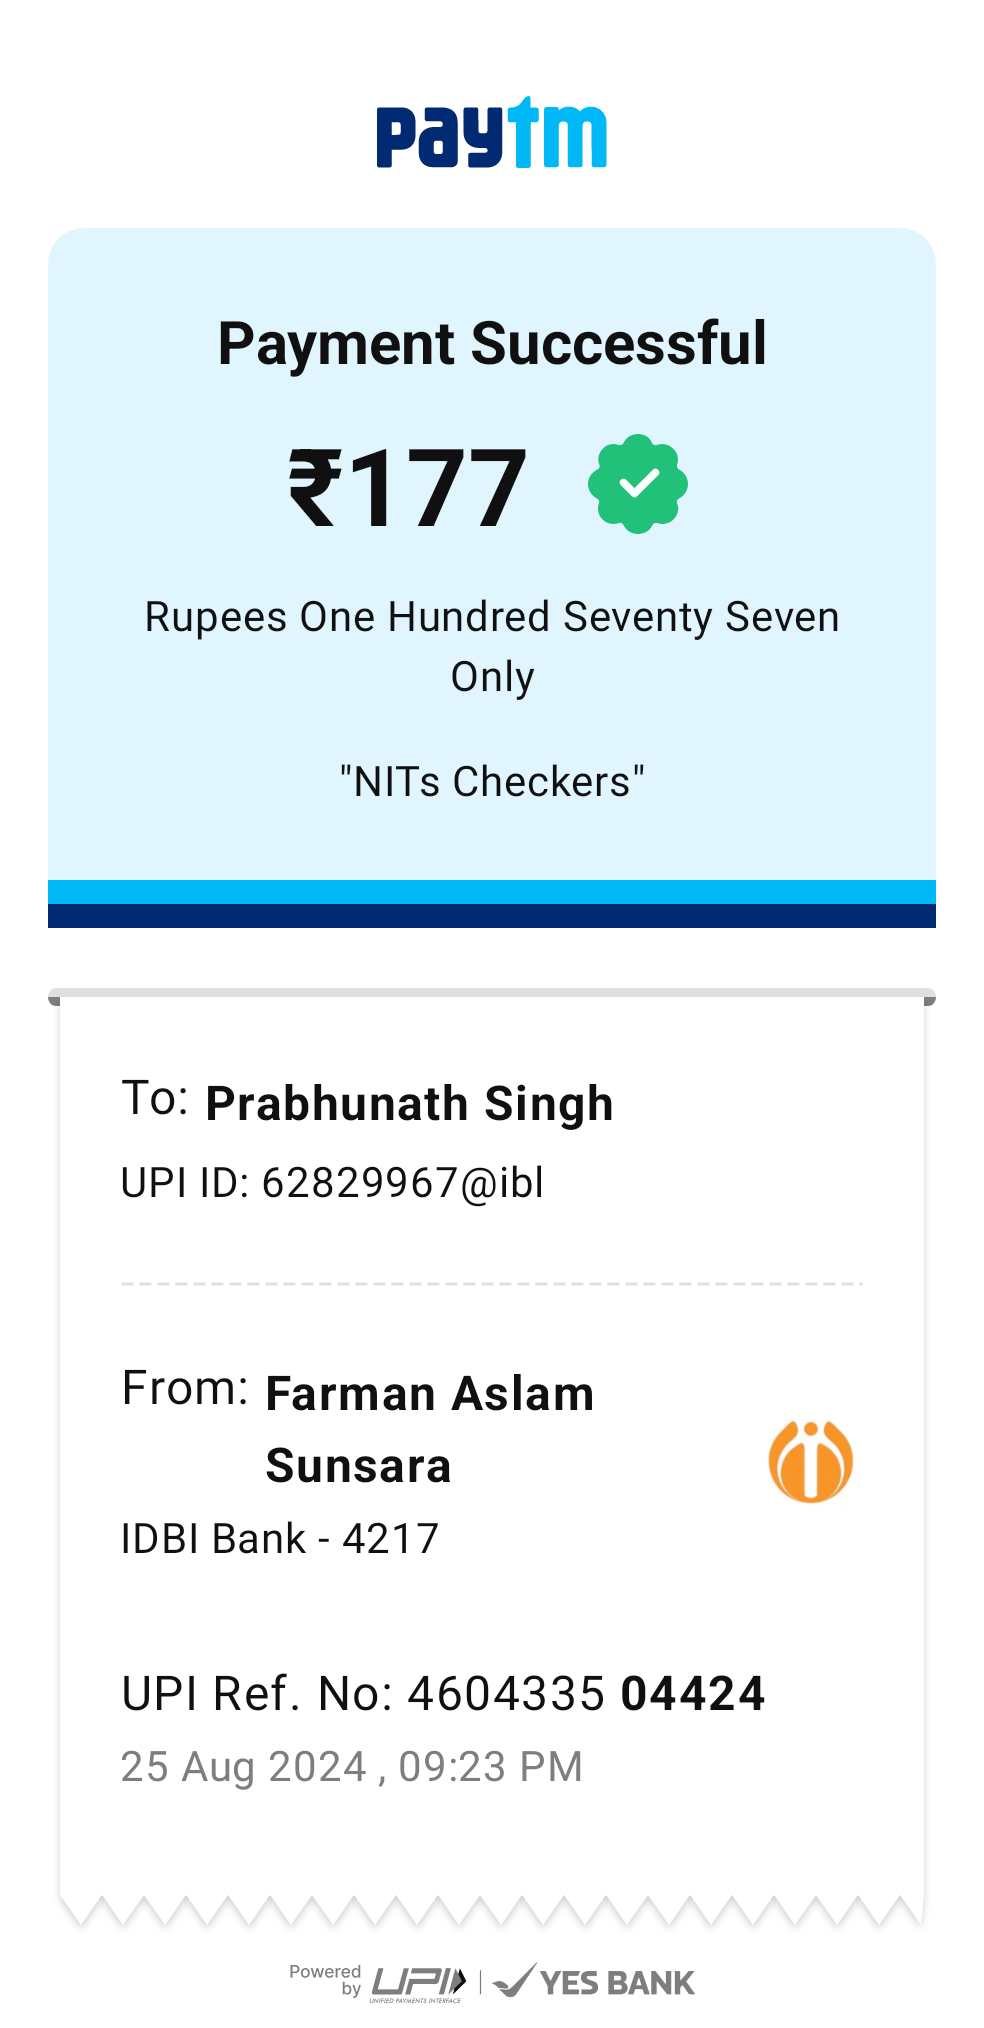 paytm
Payment Successful
₹177
Rupees One Hundred Seventy Seven
Only
"NITs Checkers"
To: Prabhunath Singh
UPI ID: 62829967@ibl
From: Farman Aslam
Sunsara
IDBI Bank - 4217
UPI Ref. No: 4604335 04424
25 Aug 2024 , 09:23 PM
Powered
by
UPI
UNIFIED PAYMENTS INTERFACE
YES BANK